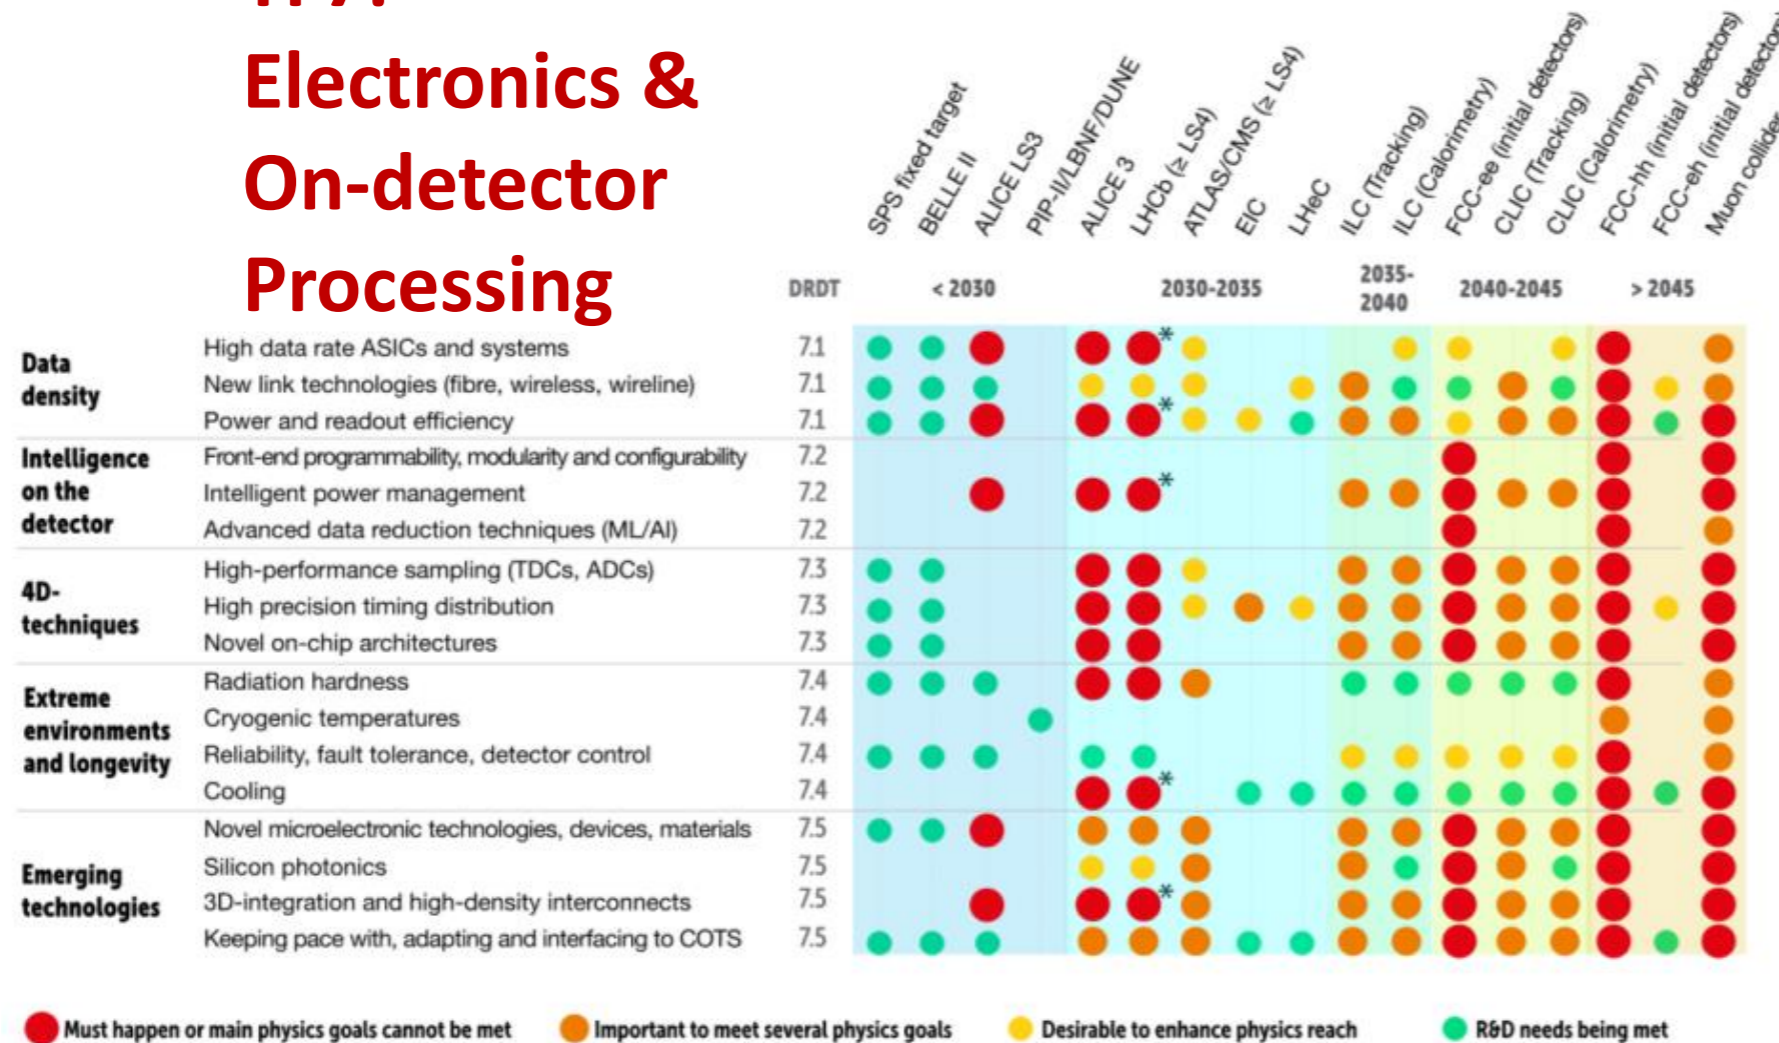 Electronics &
On-detector
Processing
SPS fixed target
BELLE II
ALICE LS3
PIP-II/LBNF/DUNE
ALICE 3
LHCb (≥ LS4)
ATLAS/CMS (≥ LS4)
EIC
LHeC
ILC (Tracking)
ILC (Calorimetry)
FCC-ee (initial detectors)
CLIC (Tracking)
CLIC (Calorimetry)
FCC-hh (initial detectors)
FCC-eh (initial detectors)
Muon collider
DRDT < 2030 2030-2035 2035-2040 2040-2045 > 2045
Data density
High data rate ASICs and systems 7.1 *
New link technologies (fibre, wireless, wireline) 7.1
Power and readout efficiency 7.1 *
Intelligence on the detector
Front-end programmability, modularity and configurability 7.2
Intelligent power management 7.2 *
Advanced data reduction techniques (ML/AI) 7.2
4D-techniques
High-performance sampling (TDCs, ADCs) 7.3
High precision timing distribution 7.3
Novel on-chip architectures 7.3
Extreme environments and longevity
Radiation hardness 7.4
Cryogenic temperatures 7.4
Reliability, fault tolerance, detector control 7.4
Cooling 7.4 *
Emerging technologies
Novel microelectronic technologies, devices, materials 7.5
Silicon photonics 7.5
3D-integration and high-density interconnects 7.5 *
Keeping pace with, adapting and interfacing to COTS 7.5
Must happen or main physics goals cannot be met
Important to meet several physics goals
Desirable to enhance physics reach
R&D needs being met